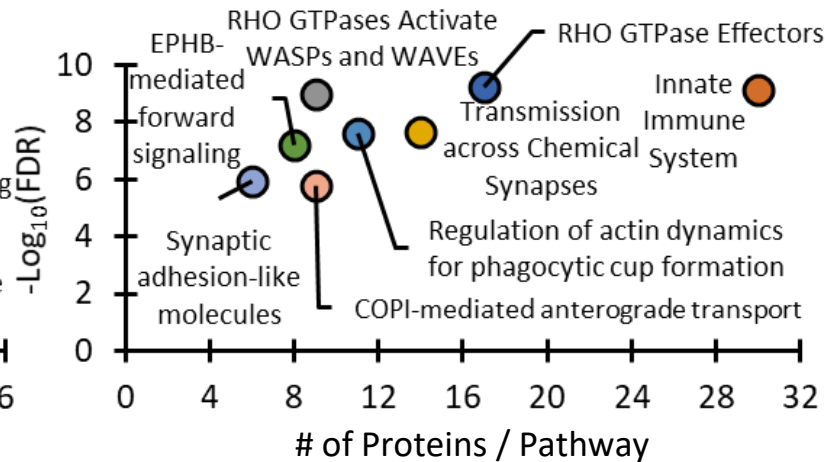 RHO GTPases Activate
WASPs and WAVEs
EPHB-
mediated
forward
signaling
RHO GTPase Effectors
Innate
Immune
System
Transmission
across Chemical
Synapses
Regulation of actin dynamics
for phagocytic cup formation
Synaptic
adhesion-like
molecules
COPI-mediated anterograde transport
-Log10(FDR)
10
8
6
4
2
0
g
e
6
0 4 8 12 16 20 24 28 32
# of Proteins / Pathway